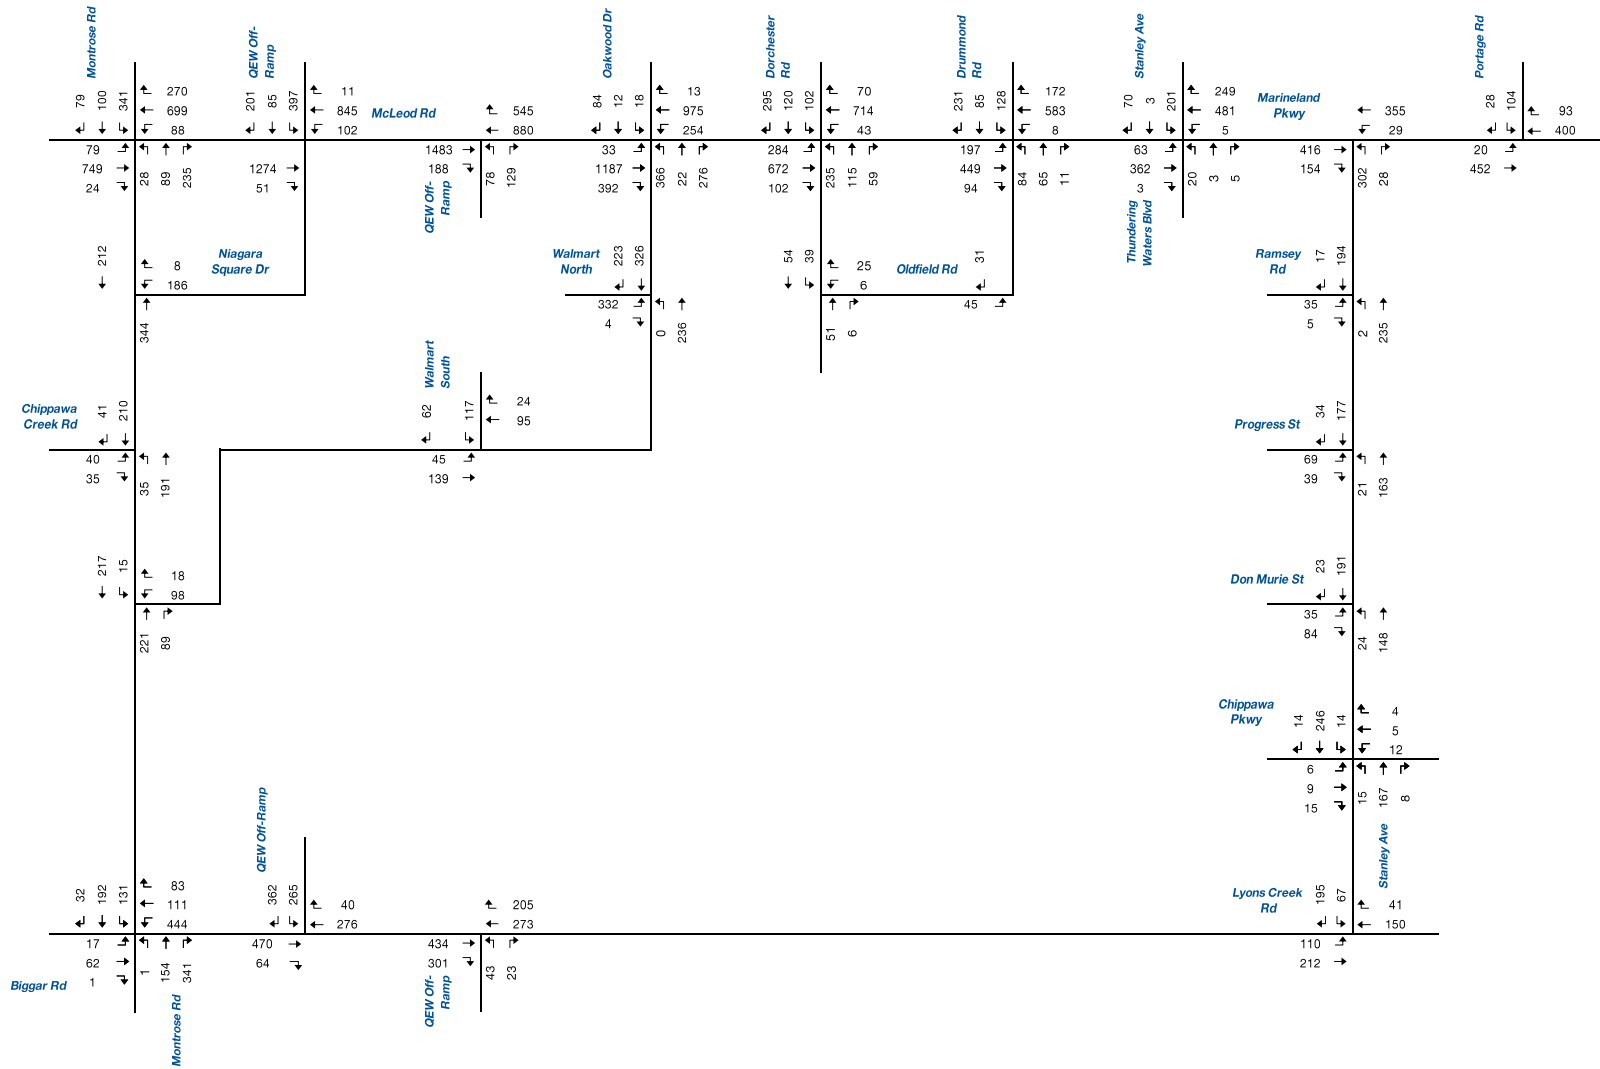 Montrose Rd
QEW Off-
Ramp
Oakwood Dr
Dorchester
Rd
Drummond
Rd
Stanley Ave
Portage Rd
79 100 341
270
699
88
201 85 397
11
845
102
McLeod Rd
545
880
84 12 18
13
975
254
295 120 102
70
714
43
231 85 128
172
583
8
70 3 201
249
481
5
Marineland
Pkwy
355
29
28 104
93
400
79
749
24
28 89 235
1274
51
1483
188
QEW Off-
Ramp
78 129
33
1187
392
366 22 276
284
672
102
235 115 59
197
449
94
84 65 11
63
362
3
Thundering
Waters Blvd
20 3 5
416
154
302 28
20
452
212
8
186
Niagara
Square Dr
344
Walmart
North
223 326
332
4
0 236
54 39
25
6
51 6
Oldfield Rd
31
45
Ramsey
Rd
17 194
35
5
2 235
Chippawa
Creek Rd
41 210
40
35
35 191
Walmart
South
62 117
24
95
45
139
Progress St
34 177
69
39
21 163
217 15
18
98
221 89
Don Murie St
23 191
35
84
24 148
Chippawa
Pkwy
14 246 14
4
5
12
6
9
15
15 167 8
Stanley Ave
QEW Off-Ramp
32 192 131
83
111
444
362 265
40
276
205
273
Lyons Creek
Rd
195 67
41
150
17
62
1
Biggar Rd
1 154 341
Montrose Rd
470
64
434
301
QEW Off-
Ramp
43 23
110
212